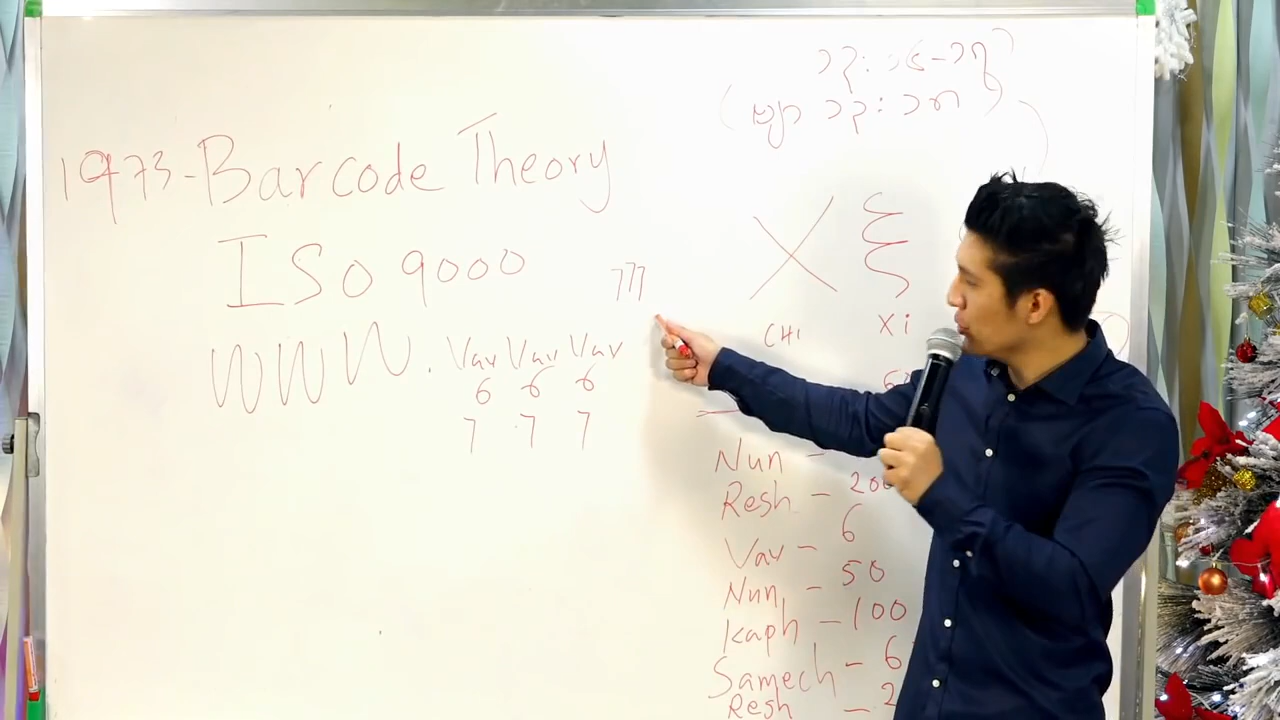 1973-Barcode Theory
ISO 9000
WWW. Vav Vav Vav
6 6 6
7 7 7
777
X ξ
CHI Xi
Nun -
Resh - 200
Vav - 6
Nun - 50
Kaph - 100
Samech - 6
Resh - 2